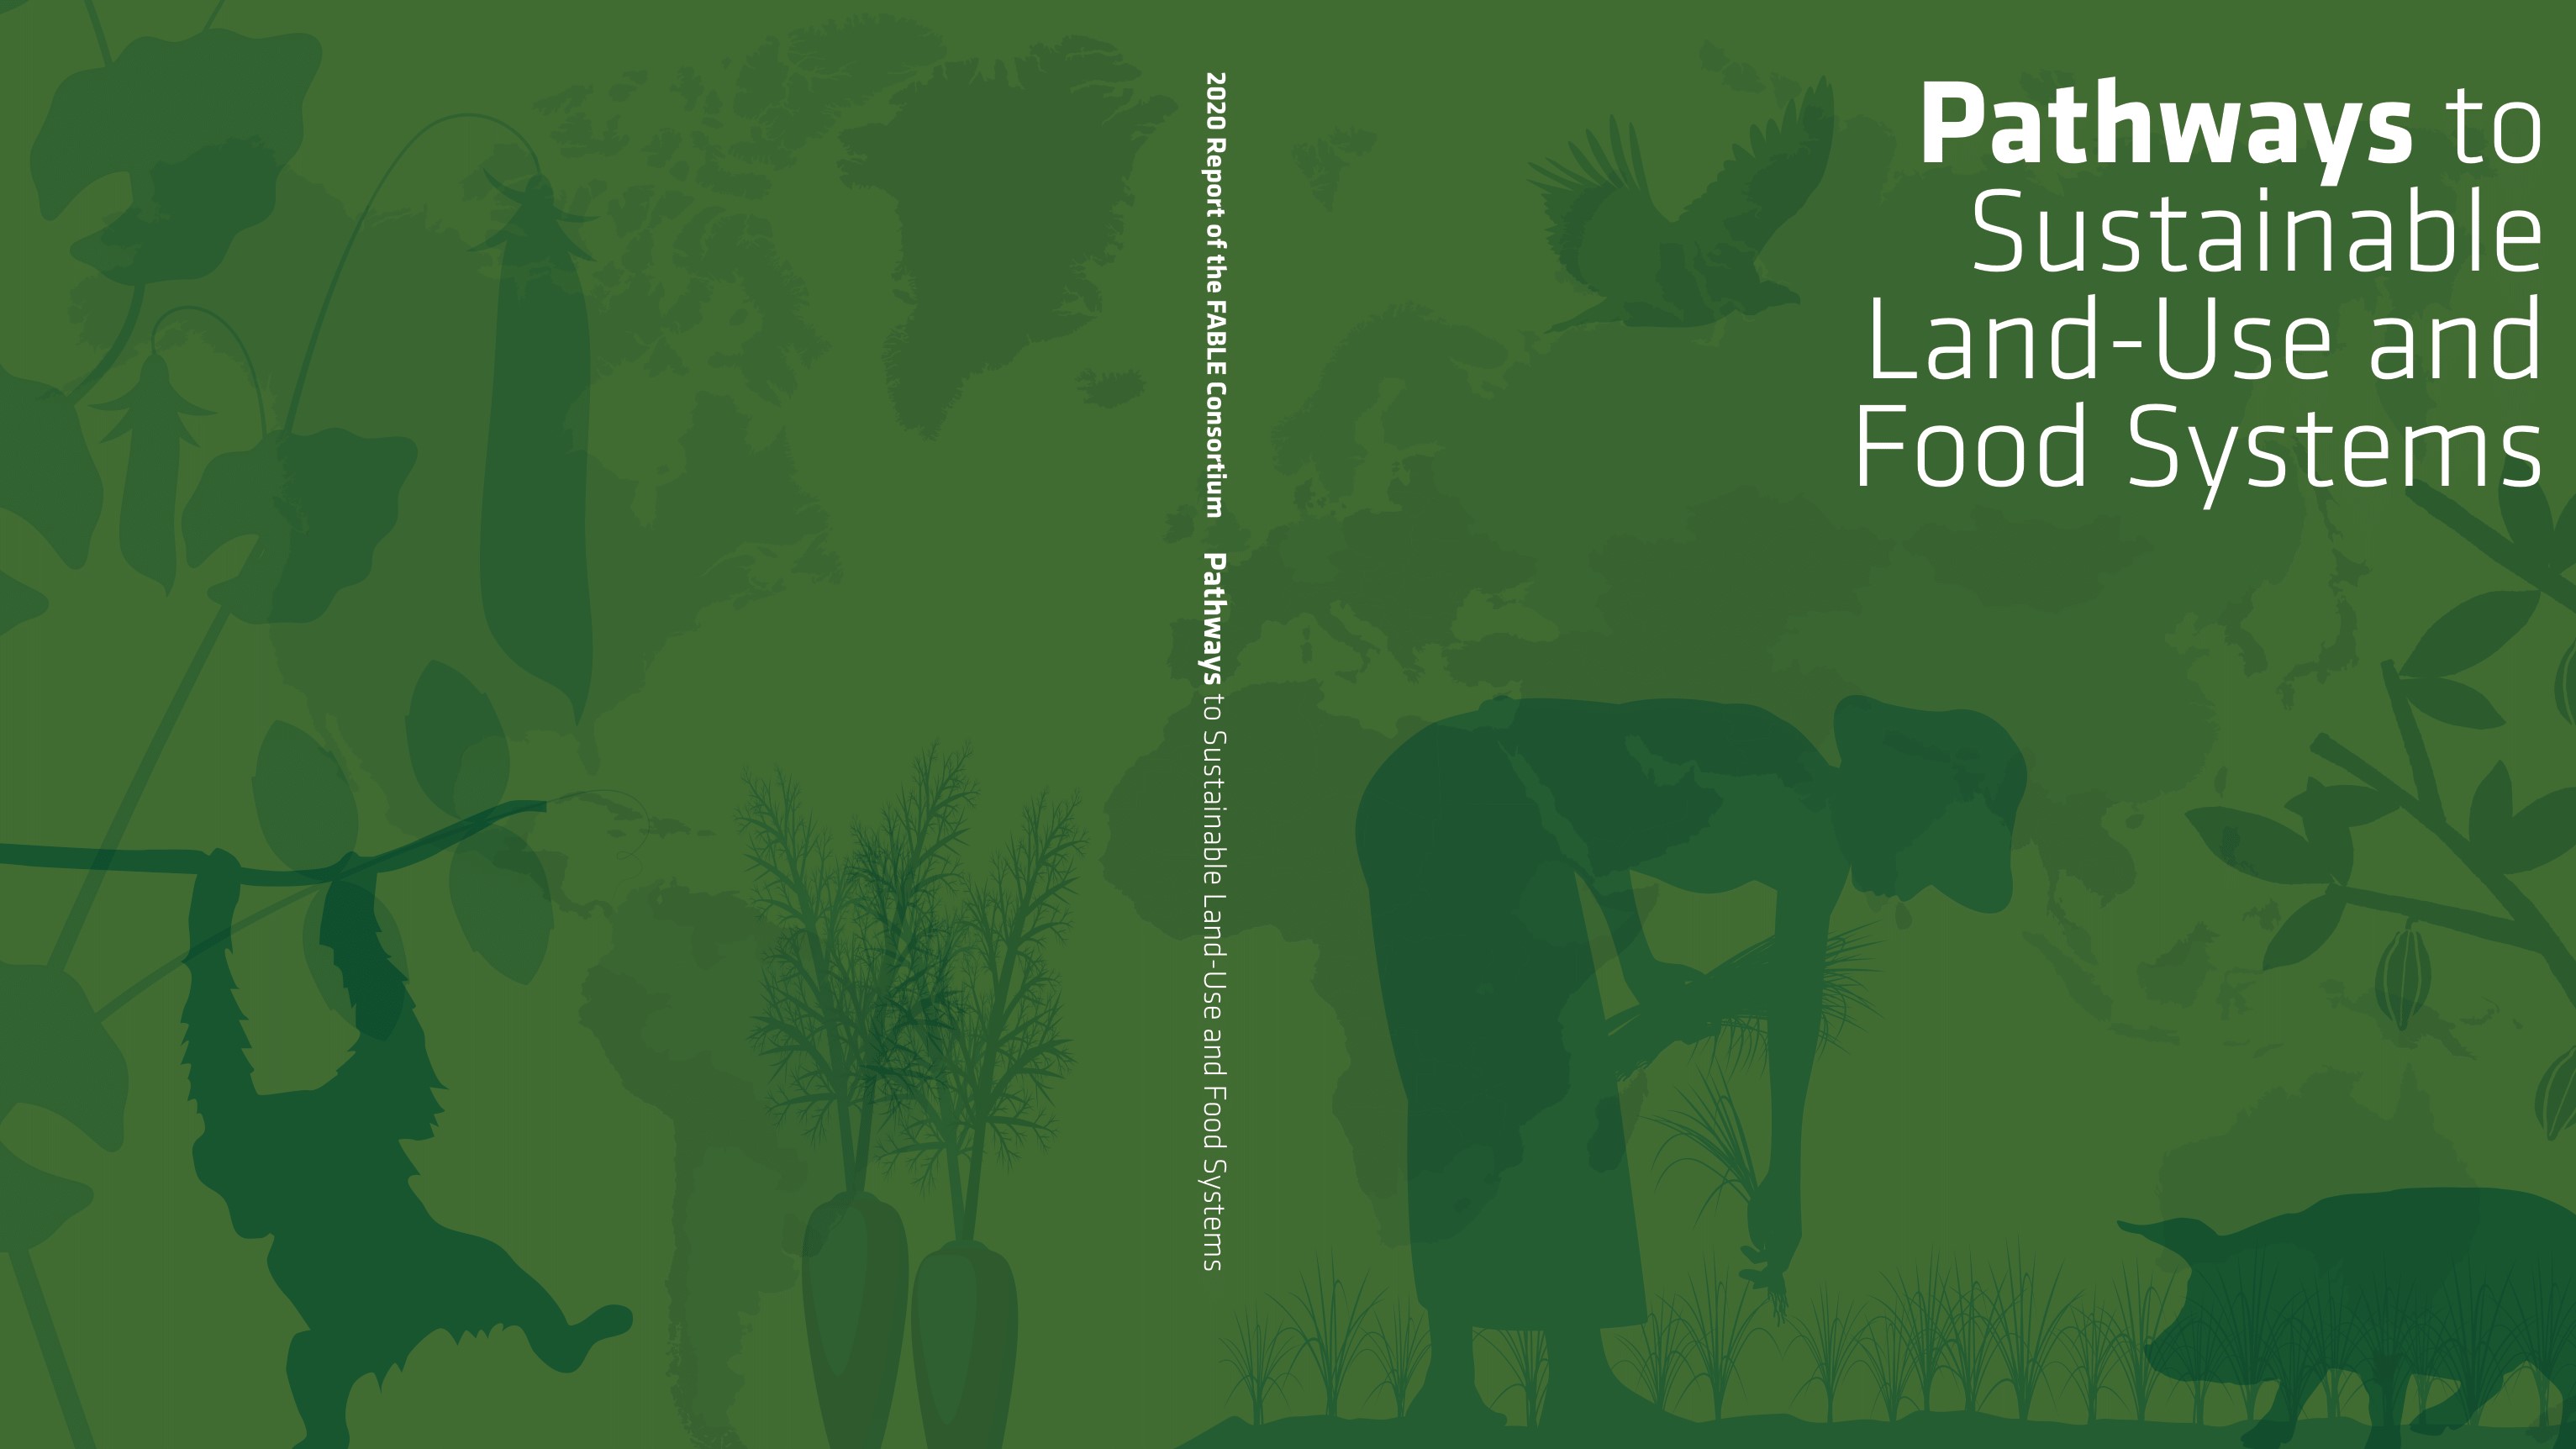 2020 Report of the FABLE Consortium Pathways to Sustainable Land-Use and Food Systems
Pathways to
Sustainable
Land-Use and
Food Systems